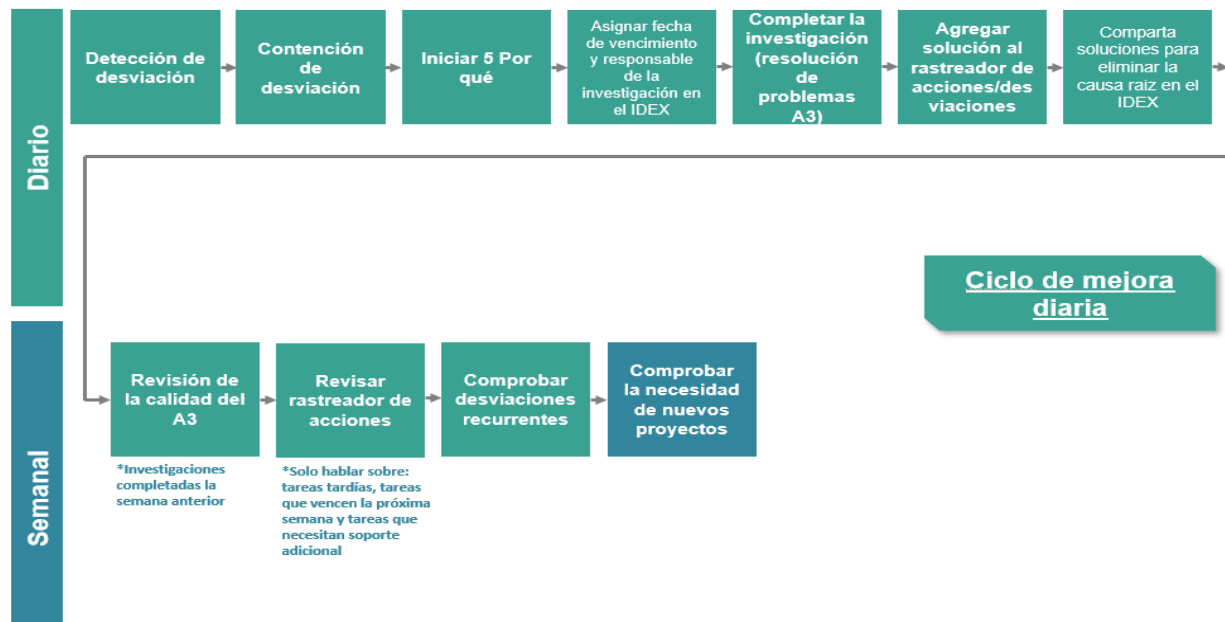 Diario
Detección de
desviación
Contención
de
desviación
Iniciar 5 Por
qué
Asignar fecha
de vencimiento
y responsable
de la
investigación en
el IDEX
Completar la
investigación
(resolución
de
problemas
A3)
Agregar
solución al
rastreador de
acciones/des
viaciones
Comparta
soluciones para
eliminar la
causa raiz en el
IDEX
Ciclo de mejora
diaria
Semanal
Revisión de
la calidad del
A3
Revisar
rastreador de
acciones
Comprobar
desviaciones
recurrentes
Comprobar
la necesidad
de nuevos
proyectos
*Investigaciones
completadas la
semana anterior
*Solo hablar sobre:
tareas tardías, tareas
que vencen la próxima
semana y tareas que
necesitan soporte
adicional